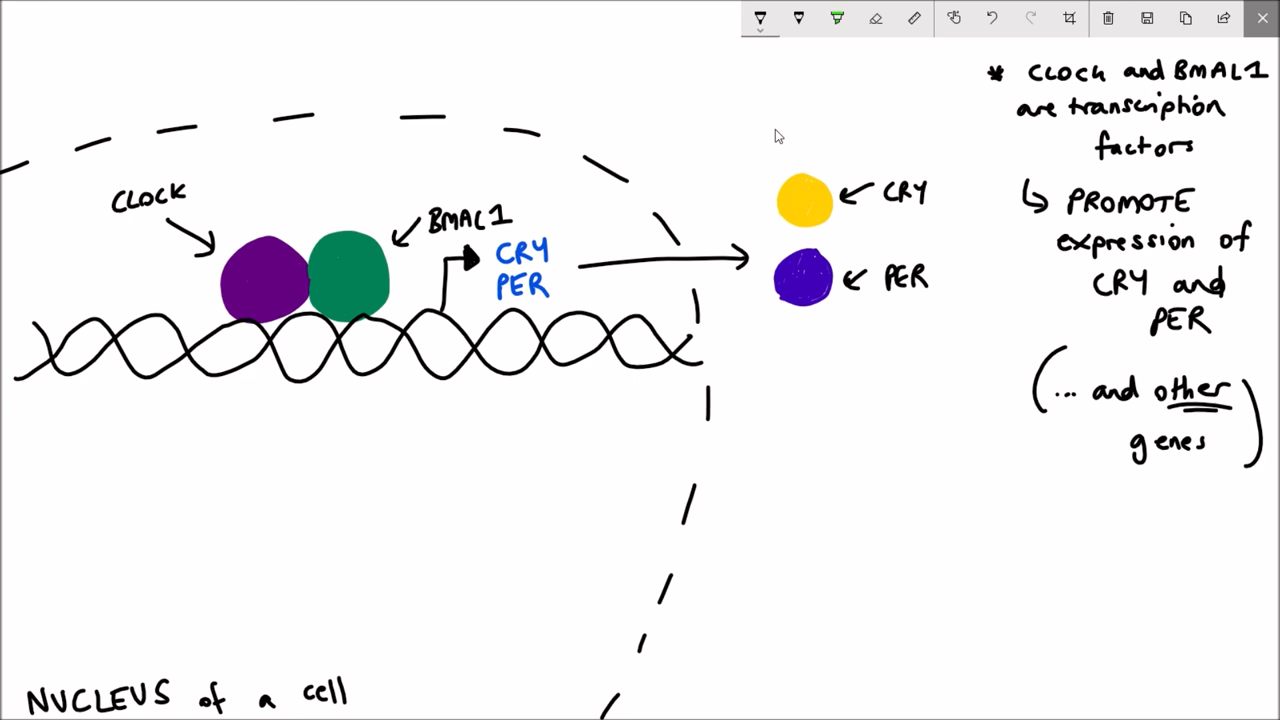 CLOCK
BMAL1
CRY
PER
CRY
PER
* CLOCK and BMAL1
are transcription
factors
↳ PROMOTE
expression of
CRY and
PER
(... and other
genes)
NUCLEUS of a cell